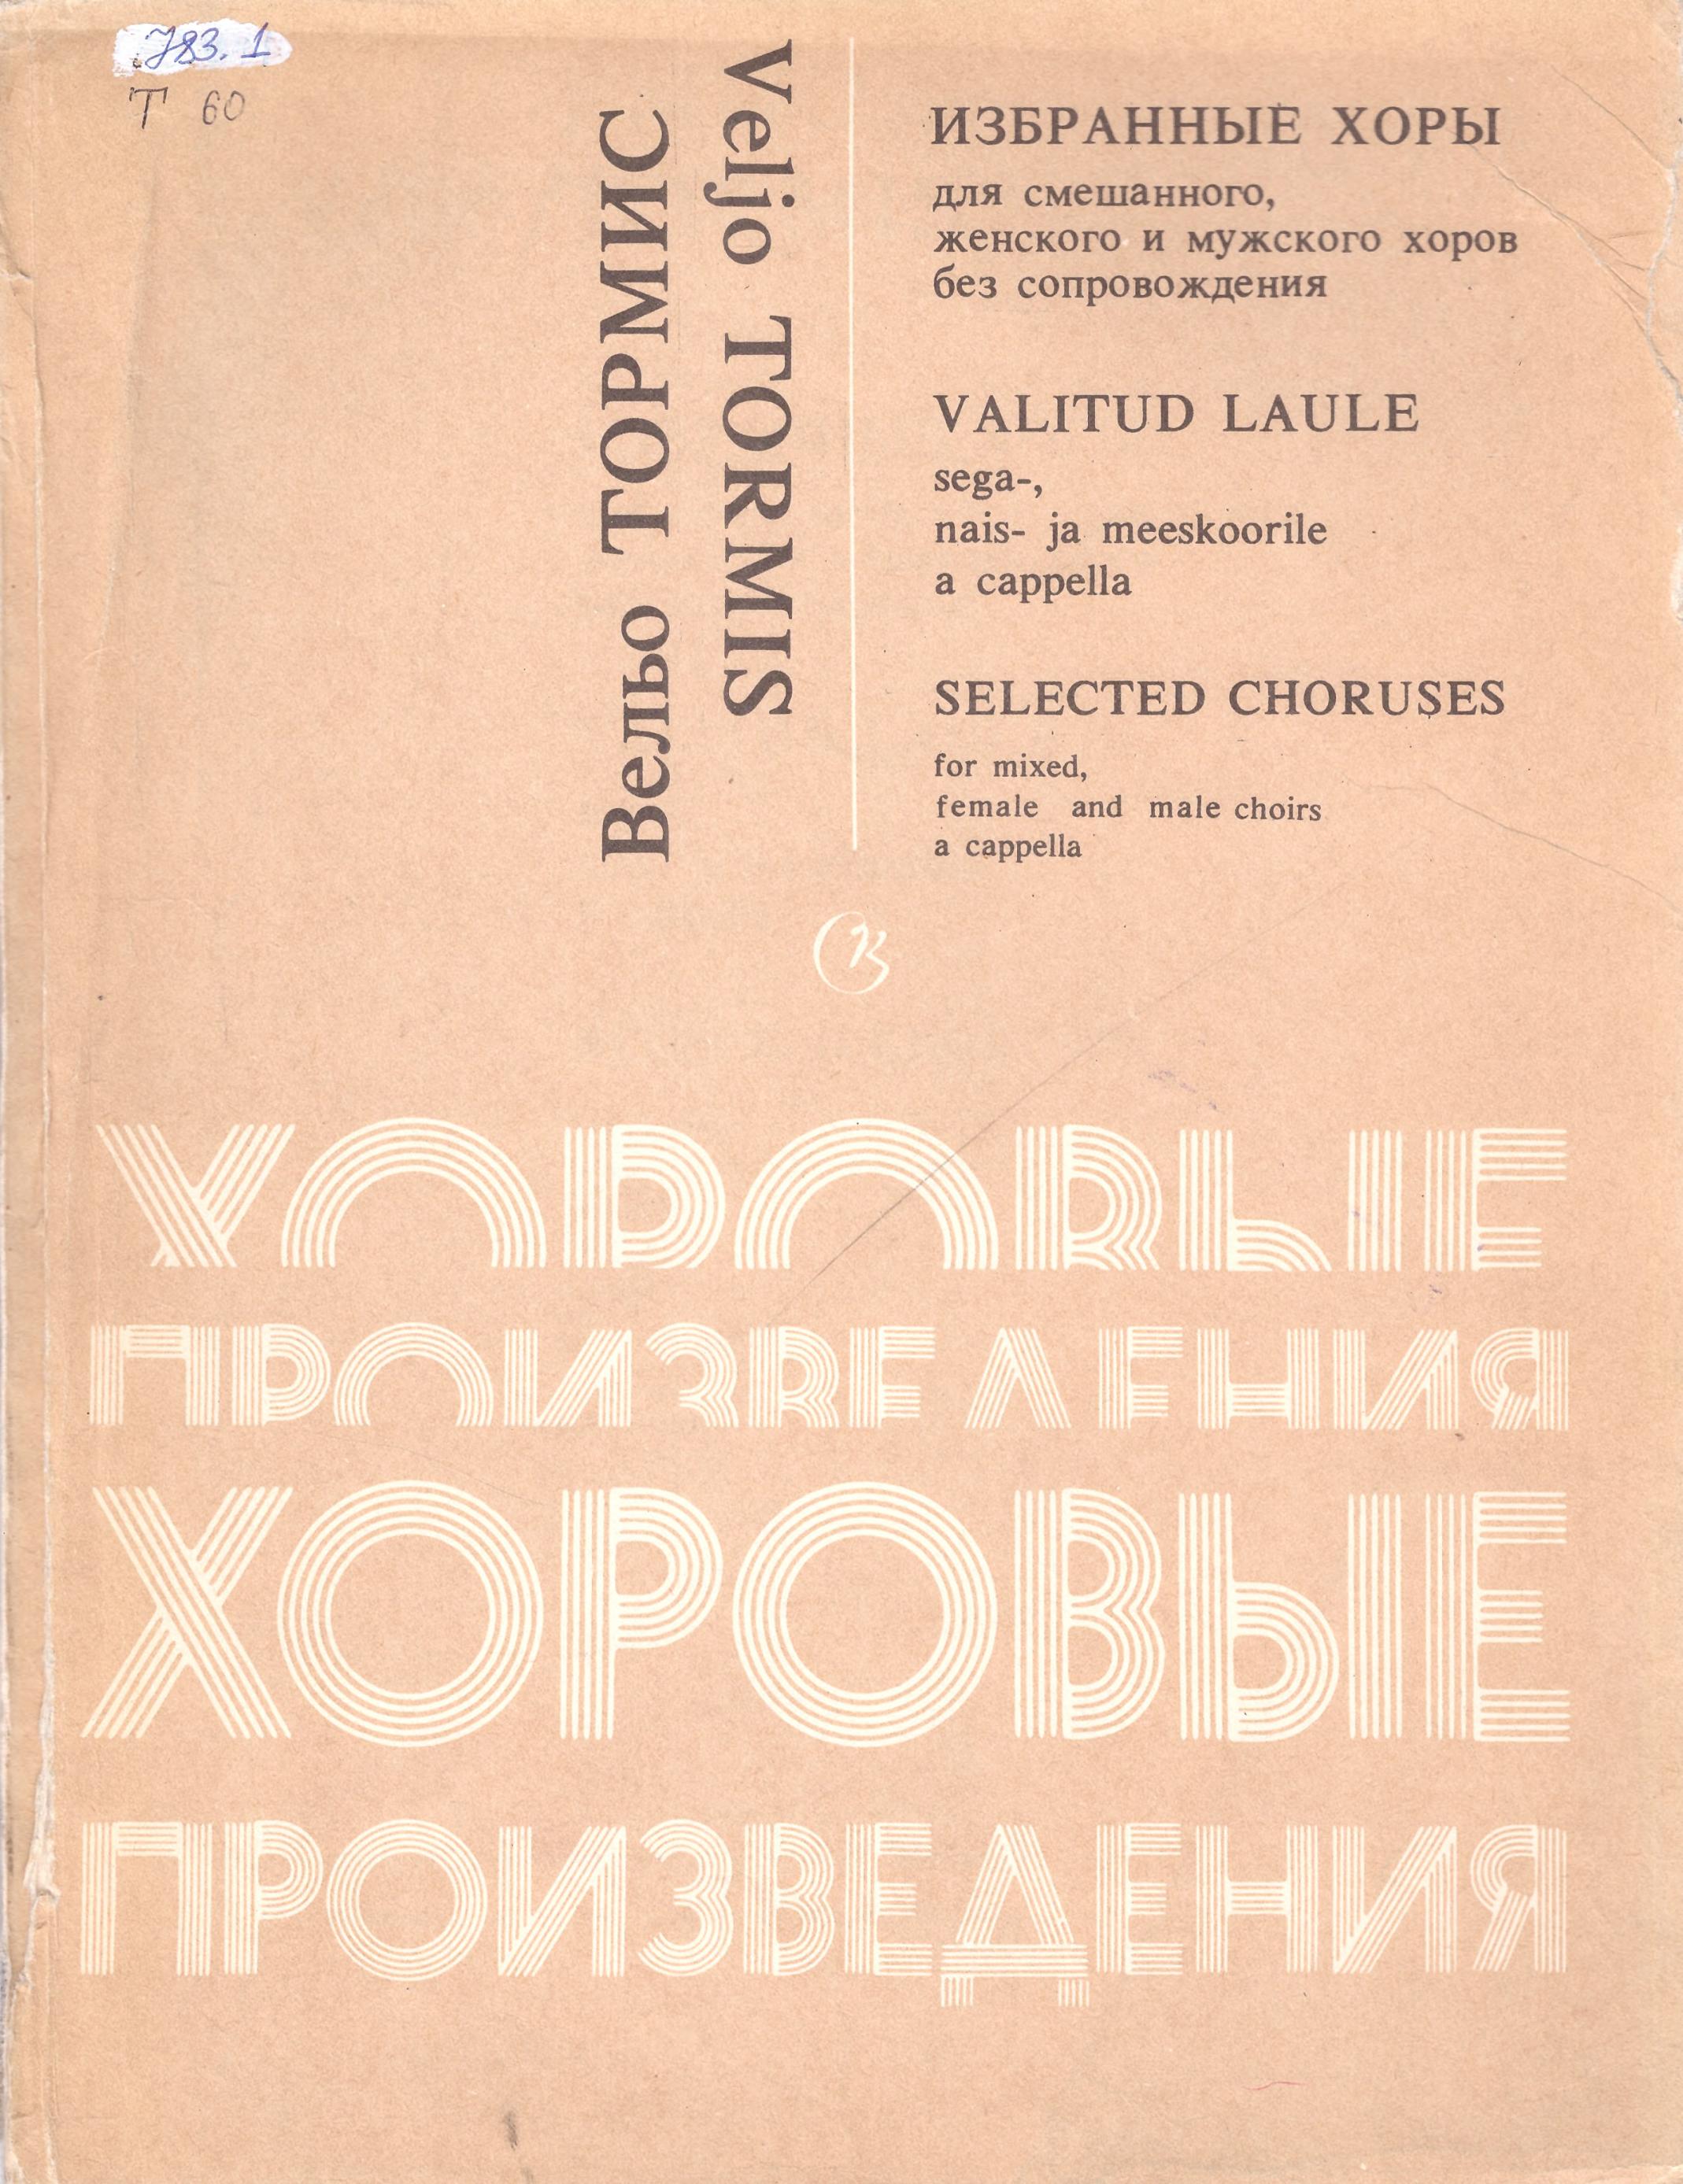 783.1
Т 60
Вельо ТОРМИС
Veljo TORMIS
ИЗБРАННЫЕ ХОРЫ
для смешанного,
женского и мужского хоров
без сопровождения
VALITUD LAULE
sega-,
nais- ja meeskoorile
a cappella
SELECTED CHORUSES
for mixed,
female and male choirs
a cappella
ХОРОВЫЕ
ПРОИЗВЕДЕНИЯ
ХОРОВЫЕ
ПРОИЗВЕДЕНИЯ